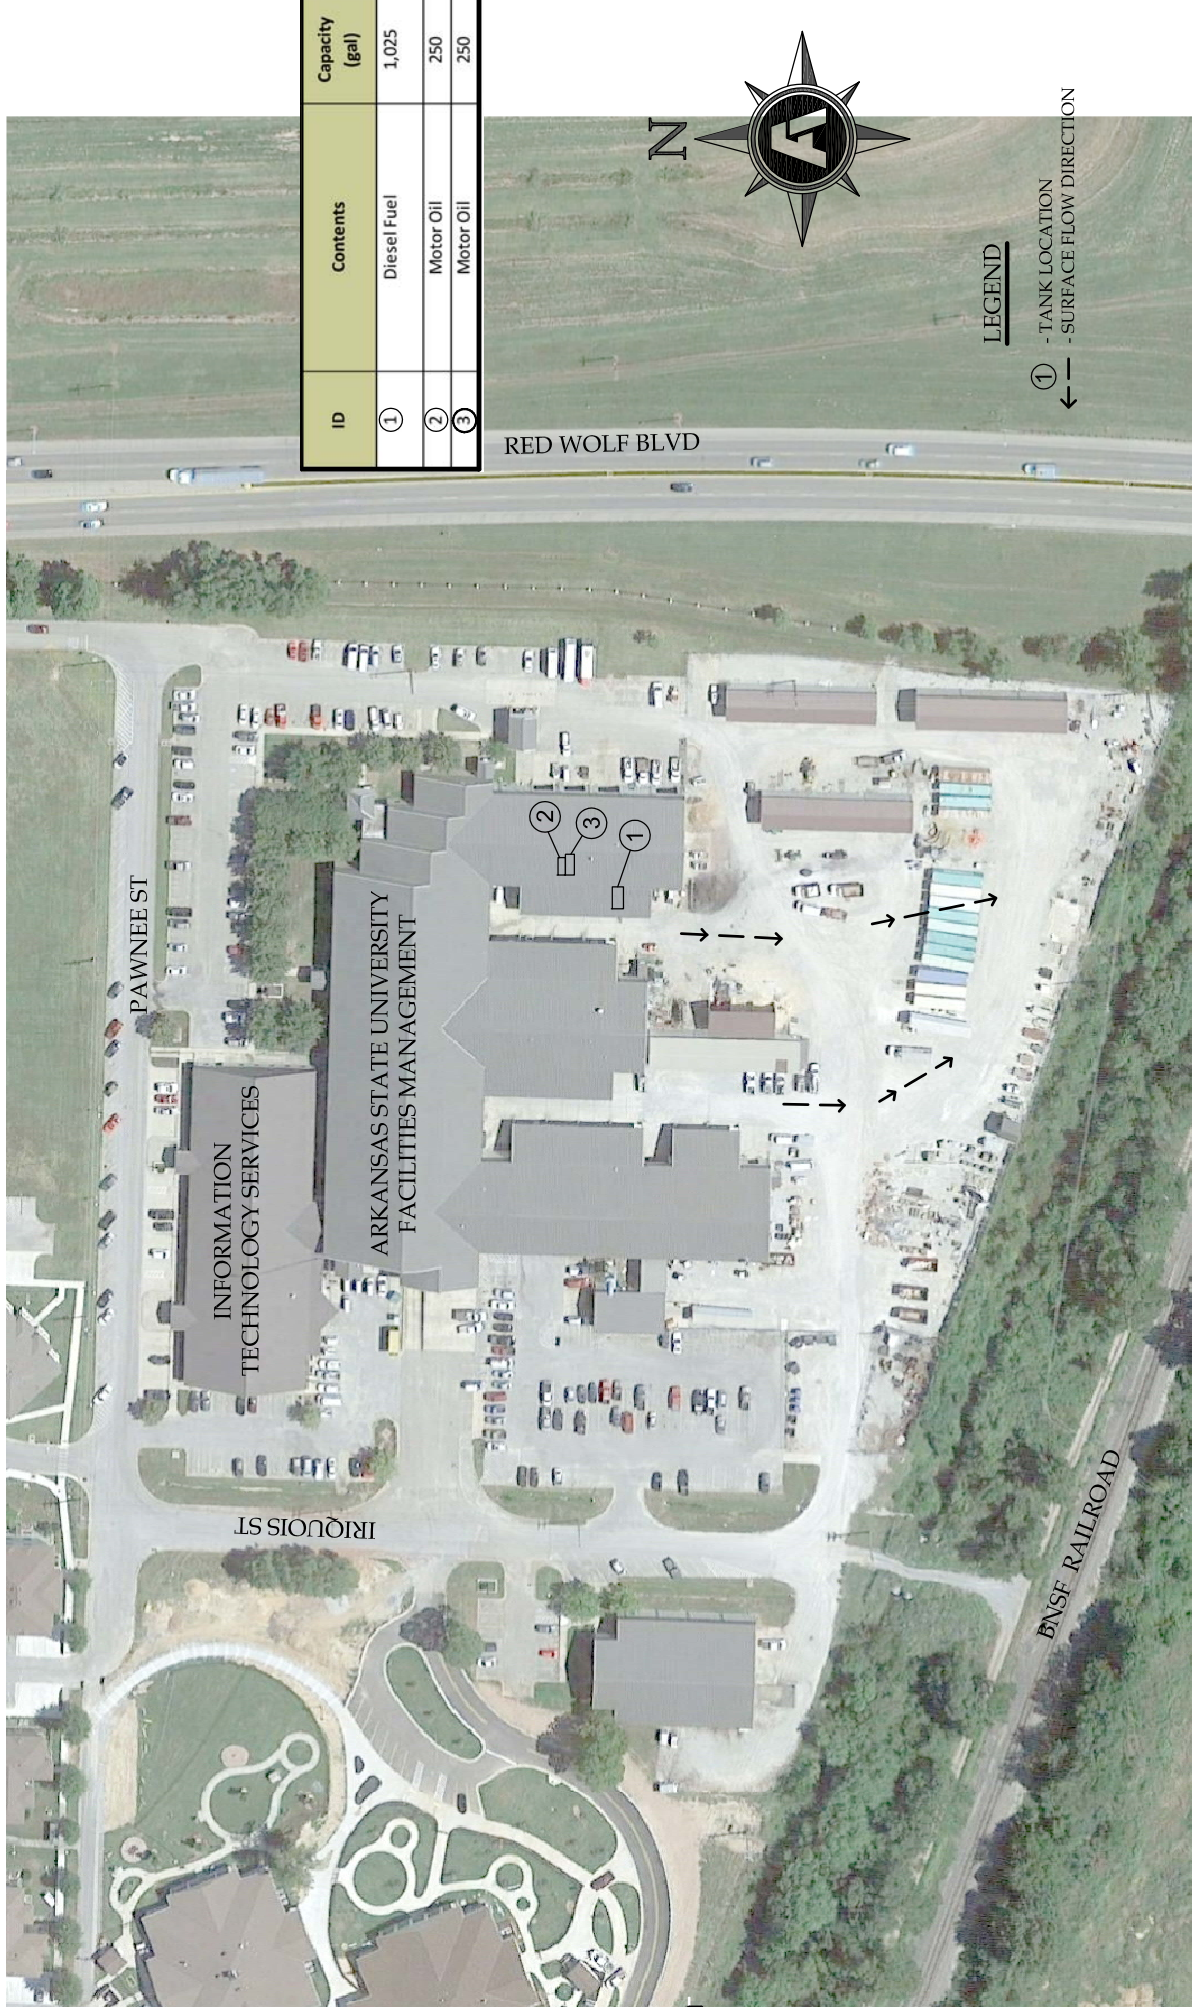 ID Contents Capacity
(gal)
① Diesel Fuel 1,025
② Motor Oil 250
③ Motor Oil 250
N
A
RED WOLF BLVD
LEGEND
① - TANK LOCATION
- SURFACE FLOW DIRECTION
PAWNEE ST
②
③
①
INFORMATION
TECHNOLOGY SERVICES
ARKANSAS STATE UNIVERSITY
FACILITIES MANAGEMENT
IRIQUOIS ST
BNSF RAILROAD